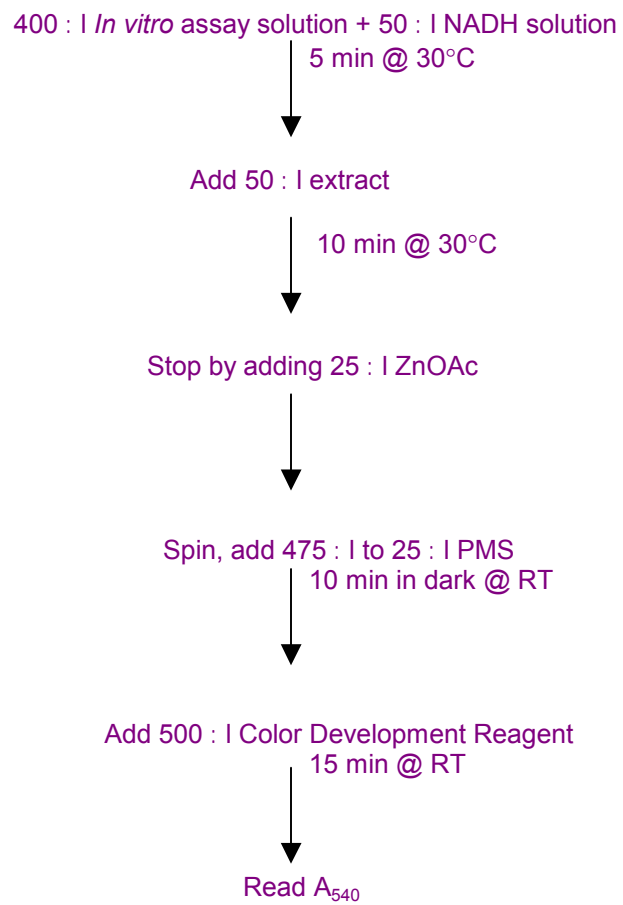 400 : l In vitro assay solution + 50 : l NADH solution
5 min @ 30°C
Add 50 : l extract
10 min @ 30°C
Stop by adding 25 : l ZnOAc
Spin, add 475 : l to 25 : l PMS
10 min in dark @ RT
Add 500 : l Color Development Reagent
15 min @ RT
Read A540